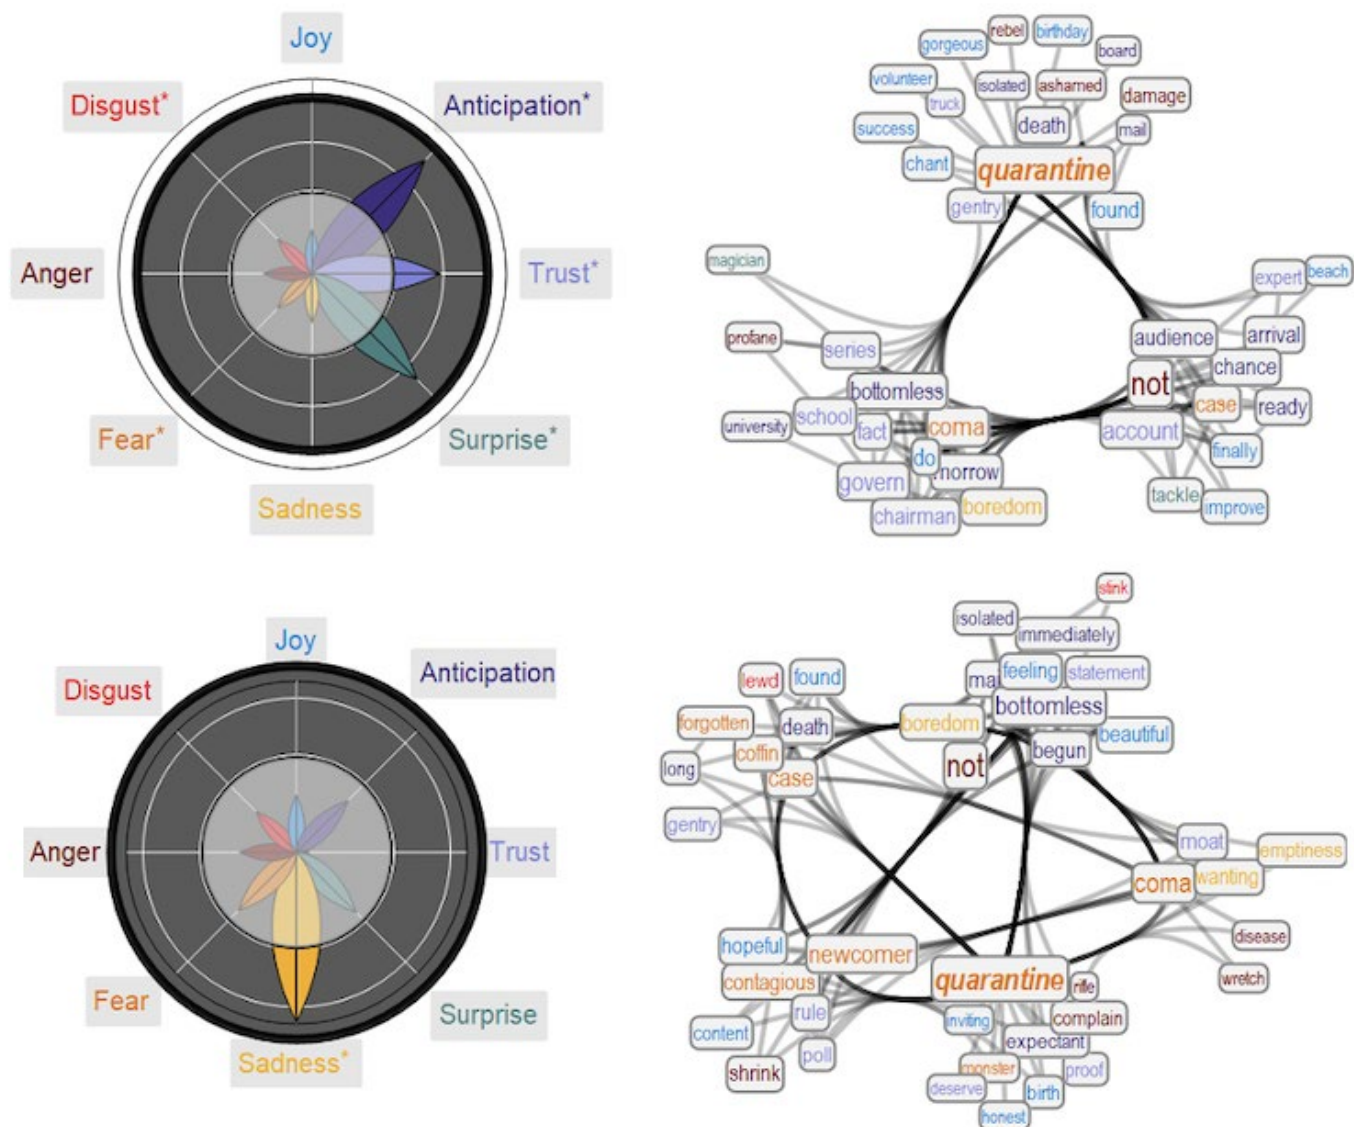 Joy
Disgust*
Anticipation*
Anger
Trust*
Fear*
Surprise*
Sadness
rebel
birthday
gorgeous
board
volunteer
isolated
asharned
truck
damage
success
death
mail
chant
quarantine
gentry
found
magician
expert
beach
profane
series
audience
arrival
bottomless
not
chance
university
school
fact
coma
case
ready
account
do
morrow
finally
govern
chairman
boredom
tackle
improve
Joy
Disgust
Anticipation
Anger
Trust
Fear
Surprise
Sadness*
stink
isolated
immediately
lewd
found
mai
feeling
statement
forgotten
death
boredom
bottomless
beautiful
coffin
begun
long
case
not
gentry
moat
emptiness
coma
wanting
hopeful
newcomer
disease
contagious
quarantine
rifle
wretch
content
rule
inviting
complain
poll
expectant
shrink
monster
proof
deserve
birth
honest